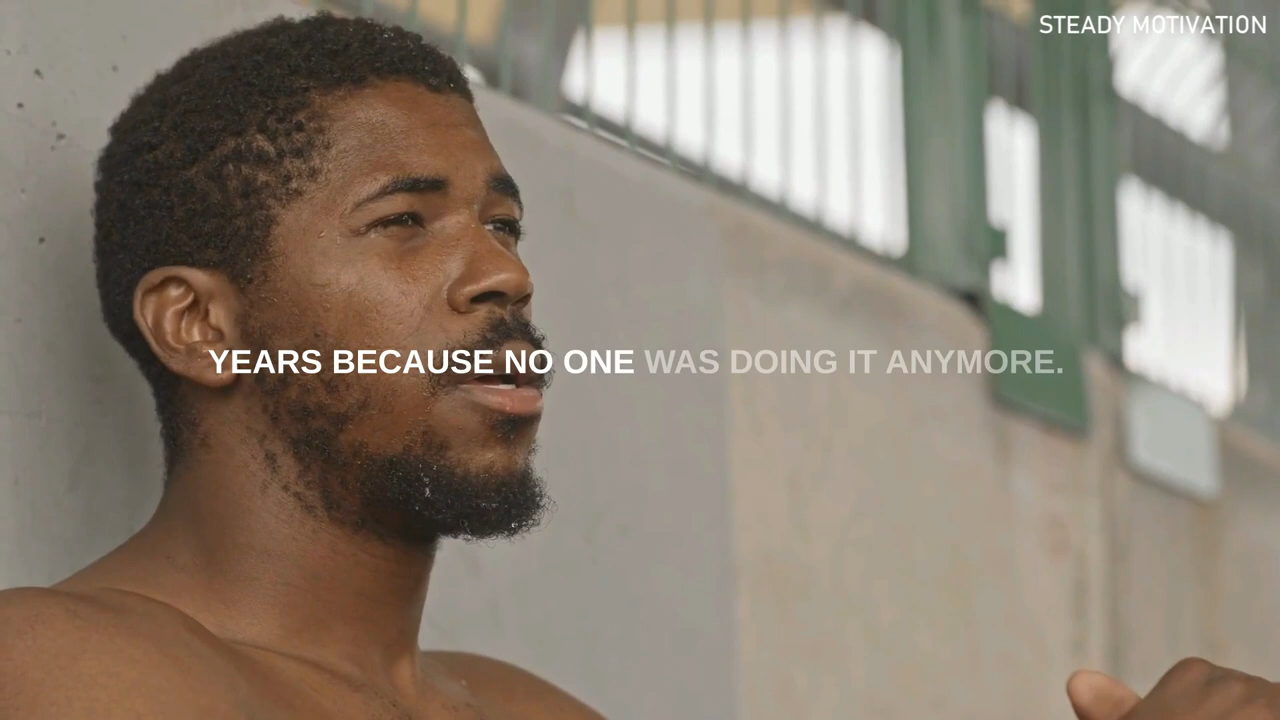 STEADY MOTIVATION
YEARS BECAUSE NO ONE WAS DOING IT ANYMORE.